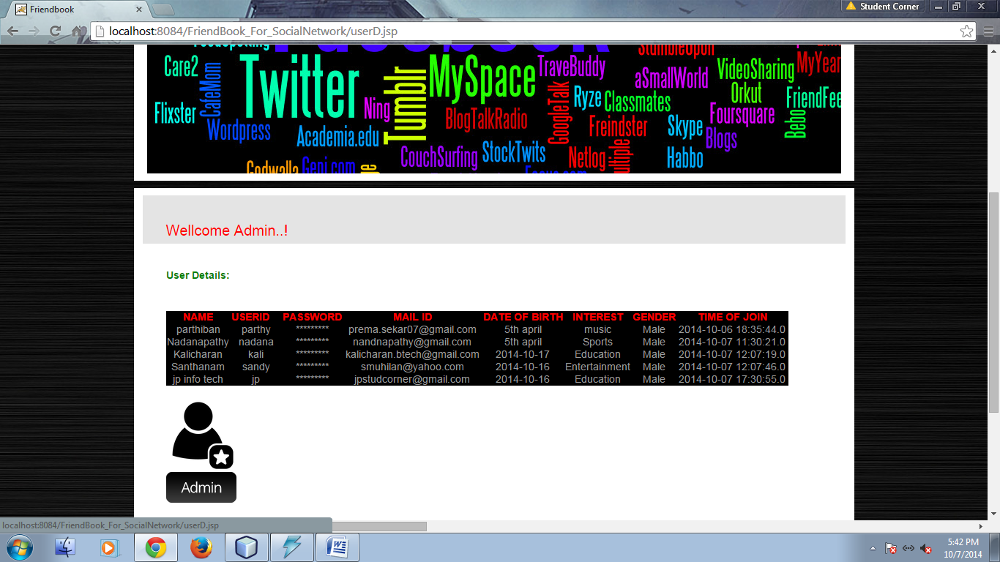 Friendbook
Student Corner
localhost:8084/FriendBook_For_SocialNetwork/userD.jsp
Care2
CafeMom
Twitter
Tumblr
MySpace
TraveBuddy
StumbleUpon
aSmallWorld
VideoSharing
MyYear
Flixster
Wordpress
Academia.edu
Ning
BlogTalkRadio
GoogleTalk
Ryze
Classmates
Orkut
FriendFee
Freindster
Skype
Foursquare
Bebo
Blogs
CouchSurfing
StockTwits
Netlog
Habbo
Geni.com
Wellcome Admin..!
User Details:
NAME USERID PASSWORD MAIL ID DATE OF BIRTH INTEREST GENDER TIME OF JOIN
parthiban parthy ********* prema.sekar07@gmail.com 5th april music Male 2014-10-06 18:35:44.0
Nadanapathy nadana ********* nandnapathy@gmail.com 5th april Sports Male 2014-10-07 11:30:21.0
Kalicharan kali ********* kalicharan.btech@gmail.com 2014-10-17 Education Male 2014-10-07 12:07:19.0
Santhanam sandy ********* smuhilan@yahoo.com 2014-10-16 Entertainment Male 2014-10-07 12:07:46.0
jp info tech jp ********* jpstudcorner@gmail.com 2014-10-16 Education Male 2014-10-07 17:30:55.0
Admin
localhost:8084/FriendBook_For_SocialNetwork/userD.jsp
5:42 PM
10/7/2014